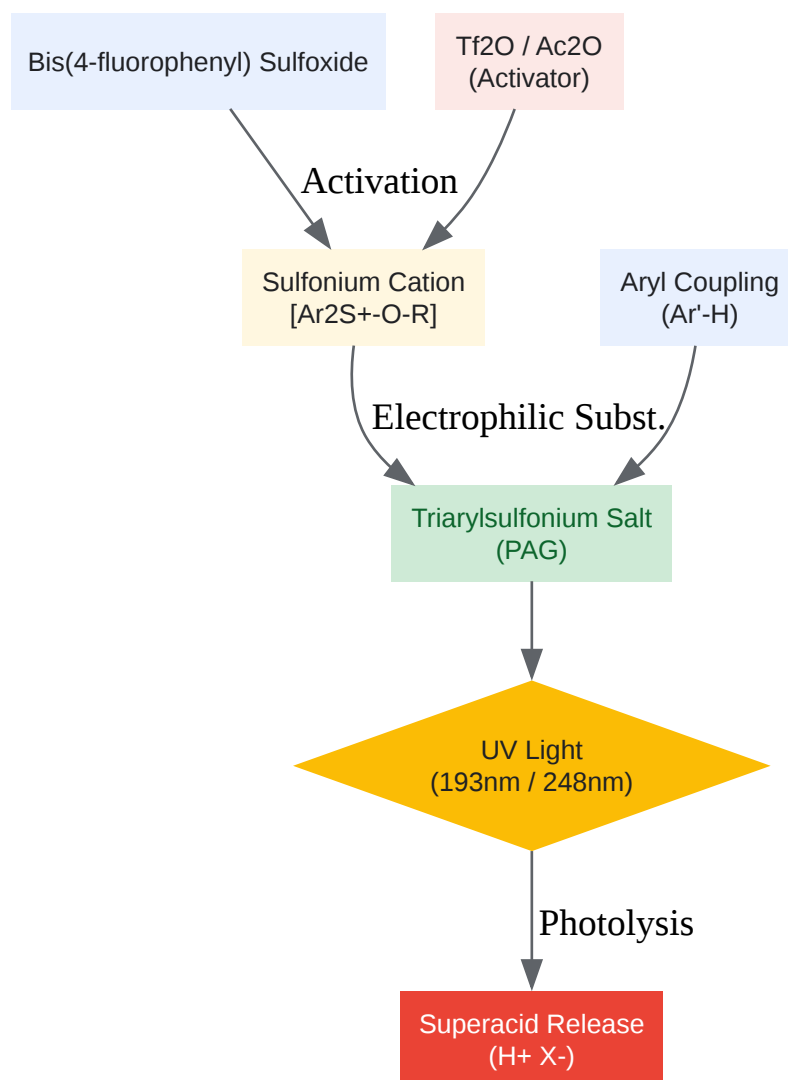 Bis(4-fluorophenyl) Sulfoxide
Tf2O / Ac2O
(Activator)
Activation
Sulfonium Cation
[Ar2S+-O-R]
Aryl Coupling
(Ar'-H)
Electrophilic Subst.
Triarylsulfonium Salt
(PAG)
UV Light
(193nm / 248nm)
Photolysis
Superacid Release
(H+ X-)